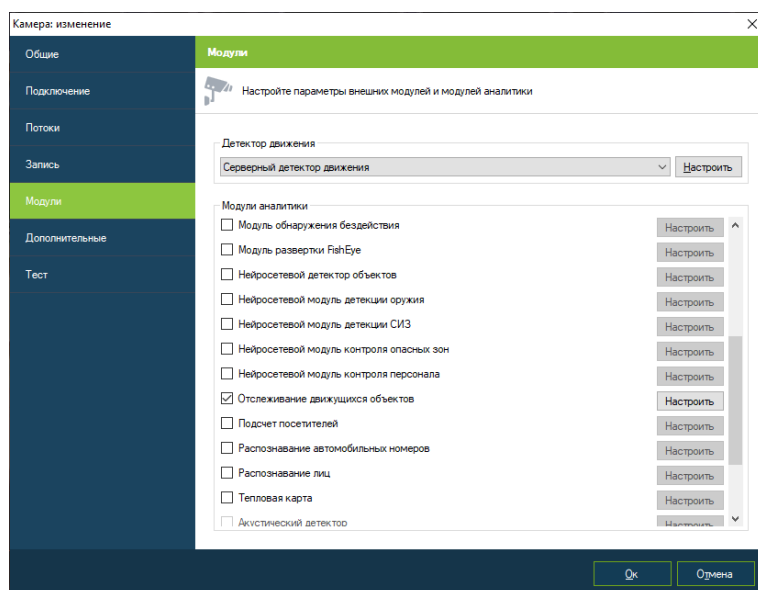 Камера: изменение
Общие
Подключение
Потоки
Запись
Модули
Дополнительные
Тест
Модули
Настройте параметры внешних модулей и модулей аналитики
Детектор движения
Серверный детектор движения Настроить
Модули аналитики
Модуль обнаружения бездействия Настроить
Модуль развертки FishEye Настроить
Нейросетевой детектор объектов Настроить
Нейросетевой модуль детекции оружия Настроить
Нейросетевой модуль детекции СИЗ Настроить
Нейросетевой модуль контроля опасных зон Настроить
Нейросетевой модуль контроля персонала Настроить
Отслеживание движущихся объектов Настроить
Подсчет посетителей Настроить
Распознавание автомобильных номеров Настроить
Распознавание лиц Настроить
Тепловая карта Настроить
Акустический детектор Настроить
Ок Отмена